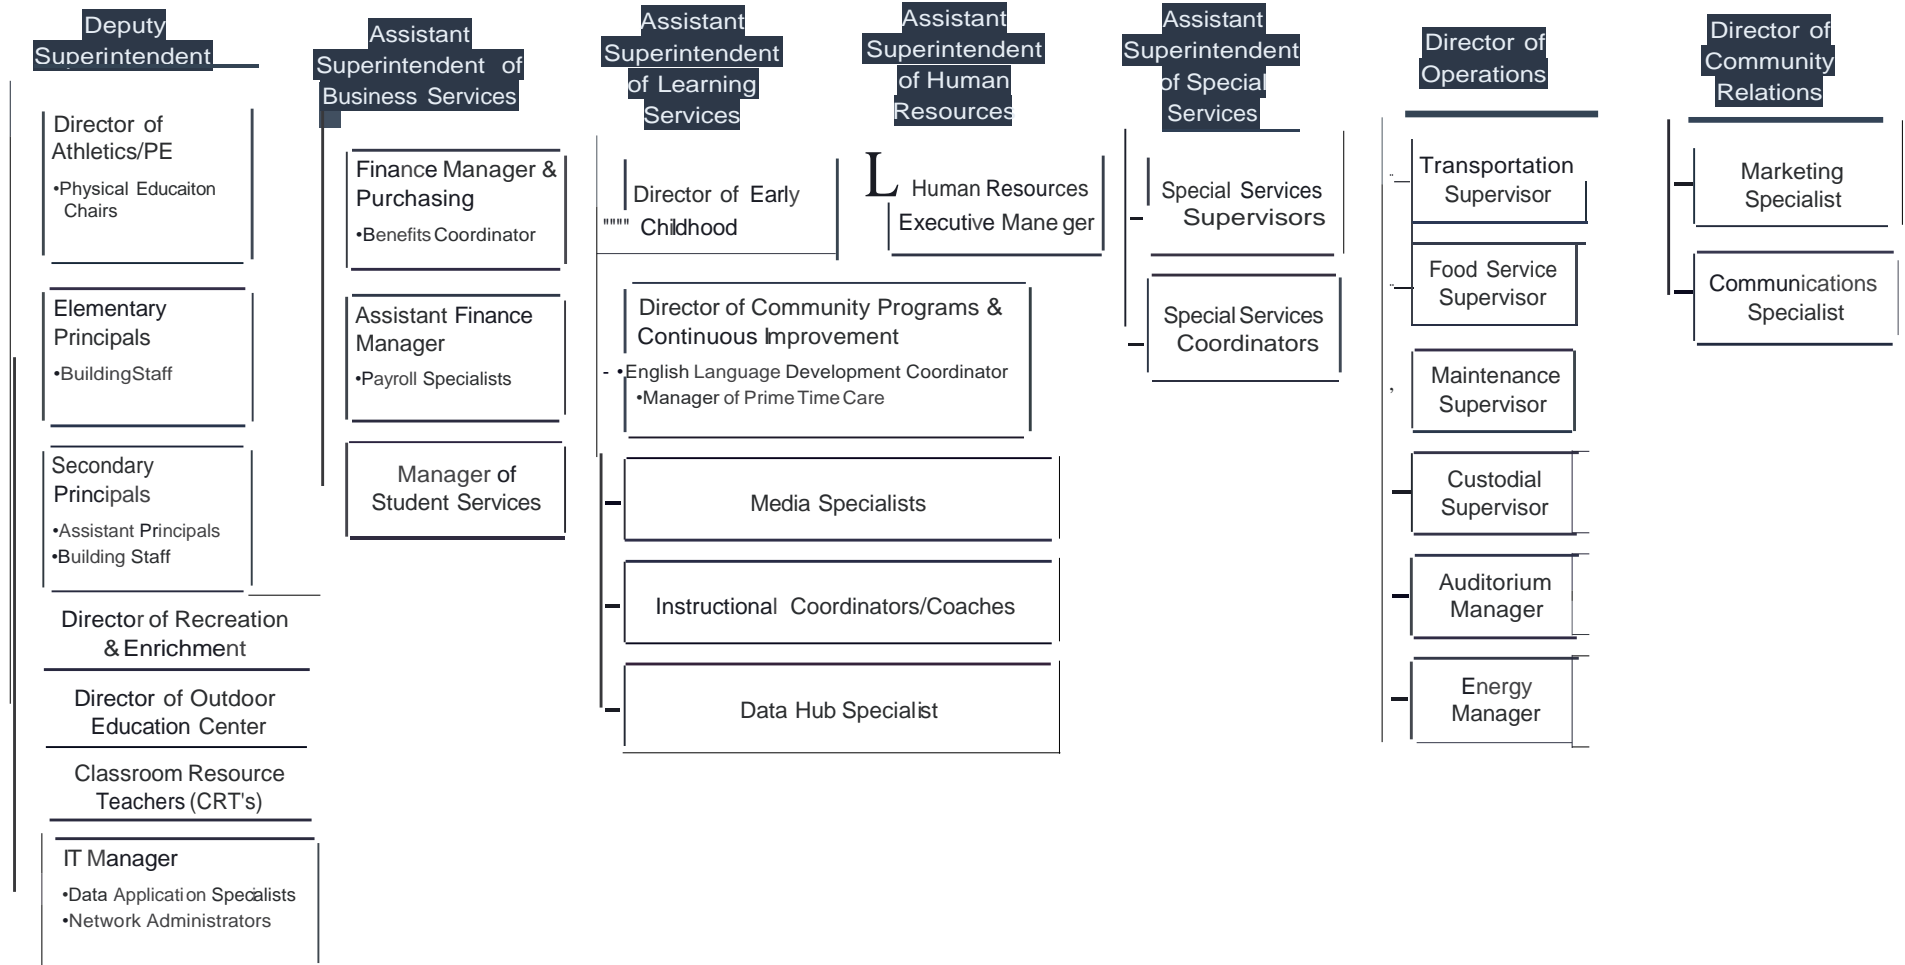 Deputy
Superintendent
Director of
Athletics/PE
•Physical Educaiton
Chairs
Elementary
Principals
•BuildingStaff
Secondary
Principals
•Assistant Principals
•Building Staff
Director of Recreation
& Enrichment
Director of Outdoor
Education Center
Classroom Resource
Teachers (CRT's)
IT Manager
•Data Application Specialists
•Network Administrators
Assistant
Superintendent of
Business Services
Finance Manager &
Purchasing
•Benefits Coordinator
Assistant Finance
Manager
•Payroll Specialists
Manager of
Student Services
Assistant
Superintendent
of Learning
Services
Director of Early
"""" Childhood
Director of Community Programs &
Continuous Improvement
- •English Language Development Coordinator
•Manager of Prime Time Care
Media Specialists
Instructional Coordinators/Coaches
Data Hub Specialist
Assistant
Superintendent
of Human
Resources
L Human Resources
Executive Mane ger
Assistant
Superintendent
of Special
Services
Special Services
Supervisors
Special Services
Coordinators
Director of
Operations
Transportation
Supervisor
Food Service
Supervisor
Maintenance
Supervisor
Custodial
Supervisor
Auditorium
Manager
Energy
Manager
Director of
Community
Relations
Marketing
Specialist
Communications
Specialist